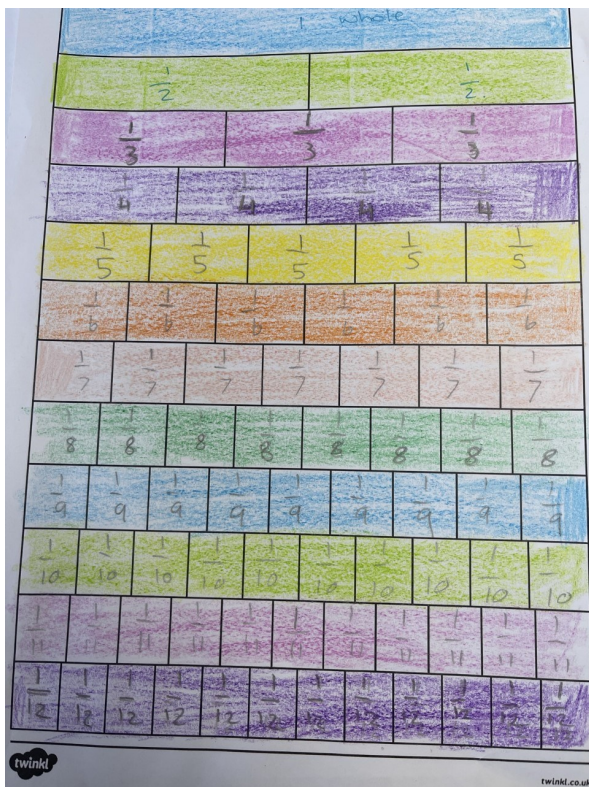 1 whole
1/2 1/2
1/3 1/3 1/3
1/4 1/4 1/4 1/4
1/5 1/5 1/5 1/5 1/5
1/6 1/6 1/6 1/6 1/6 1/6
1/7 1/7 1/7 1/7 1/7 1/7 1/7
1/8 1/8 1/8 1/8 1/8 1/8 1/8 1/8
1/9 1/9 1/9 1/9 1/9 1/9 1/9 1/9 1/9
1/10 1/10 1/10 1/10 1/10 1/10 1/10 1/10 1/10 1/10
1/11 1/11 1/11 1/11 1/11 1/11 1/11 1/11 1/11 1/11 1/11
1/12 1/12 1/12 1/12 1/12 1/12 1/12 1/12 1/12 1/12 1/12 1/12
twinkl twinkl.co.uk